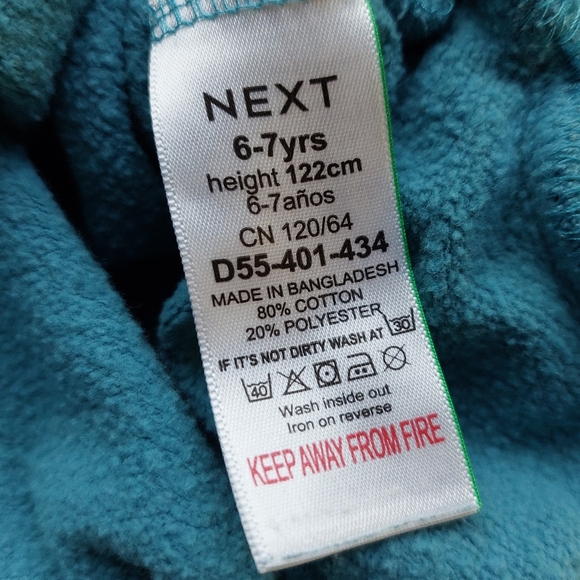 NEXT
6-7yrs
height 122cm
6-7años
CN 120/64
D55-401-434
MADE IN BANGLADESH
80% COTTON
20% POLYESTER
IF IT'S NOT DIRTY WASH AT 30
40
Wash inside out
Iron on reverse
KEEP AWAY FROM FIRE